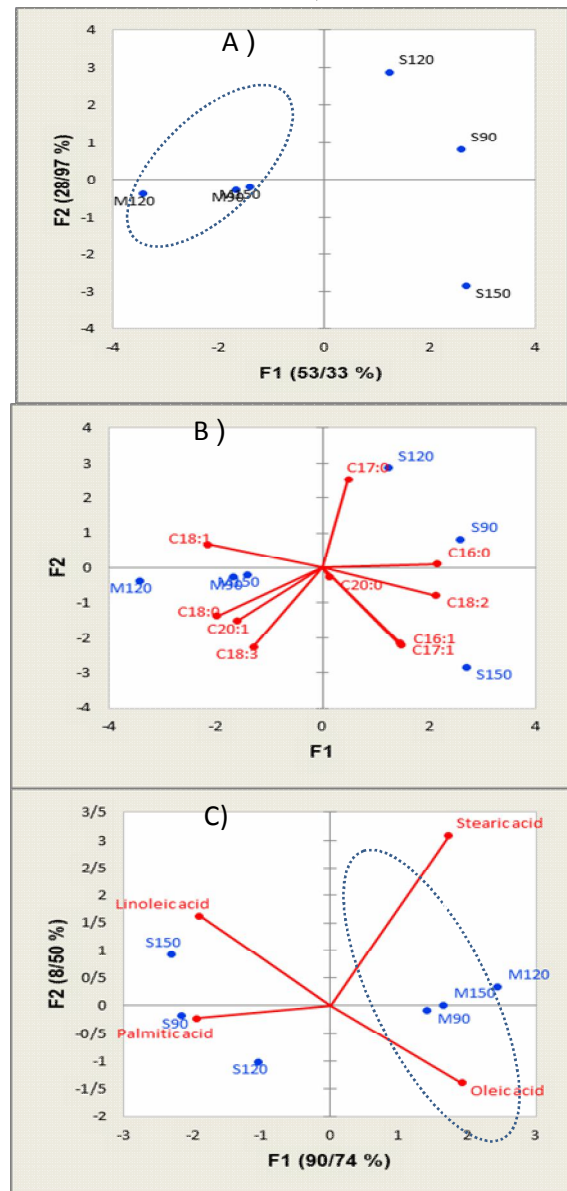 A )
S120
S90
M120
M90
M150
S150
4
3
2
1
0
-1
-2
-3
-4
-4
-2
0
2
4
F2 (28/97 %)
F1 (53/33 %)
B )
C17:0
S120
C18:1
S90
C16:0
M120
M90
M150
C20:0
C18:2
C18:0
C20:1
C18:3
C16:1
C17:1
S150
4
3
2
1
0
-1
-2
-3
-4
-4
-2
0
2
4
F2
F1
C)
Stearic acid
Linoleic acid
S150
M120
M150
M90
S90
Palmitic acid
S120
Oleic acid
3/5
3
2/5
2
1/5
1
0/5
0
-0/5
-1
-1/5
-2
-3
-2
-1
0
1
2
3
F2 (8/50 %)
F1 (90/74 %)